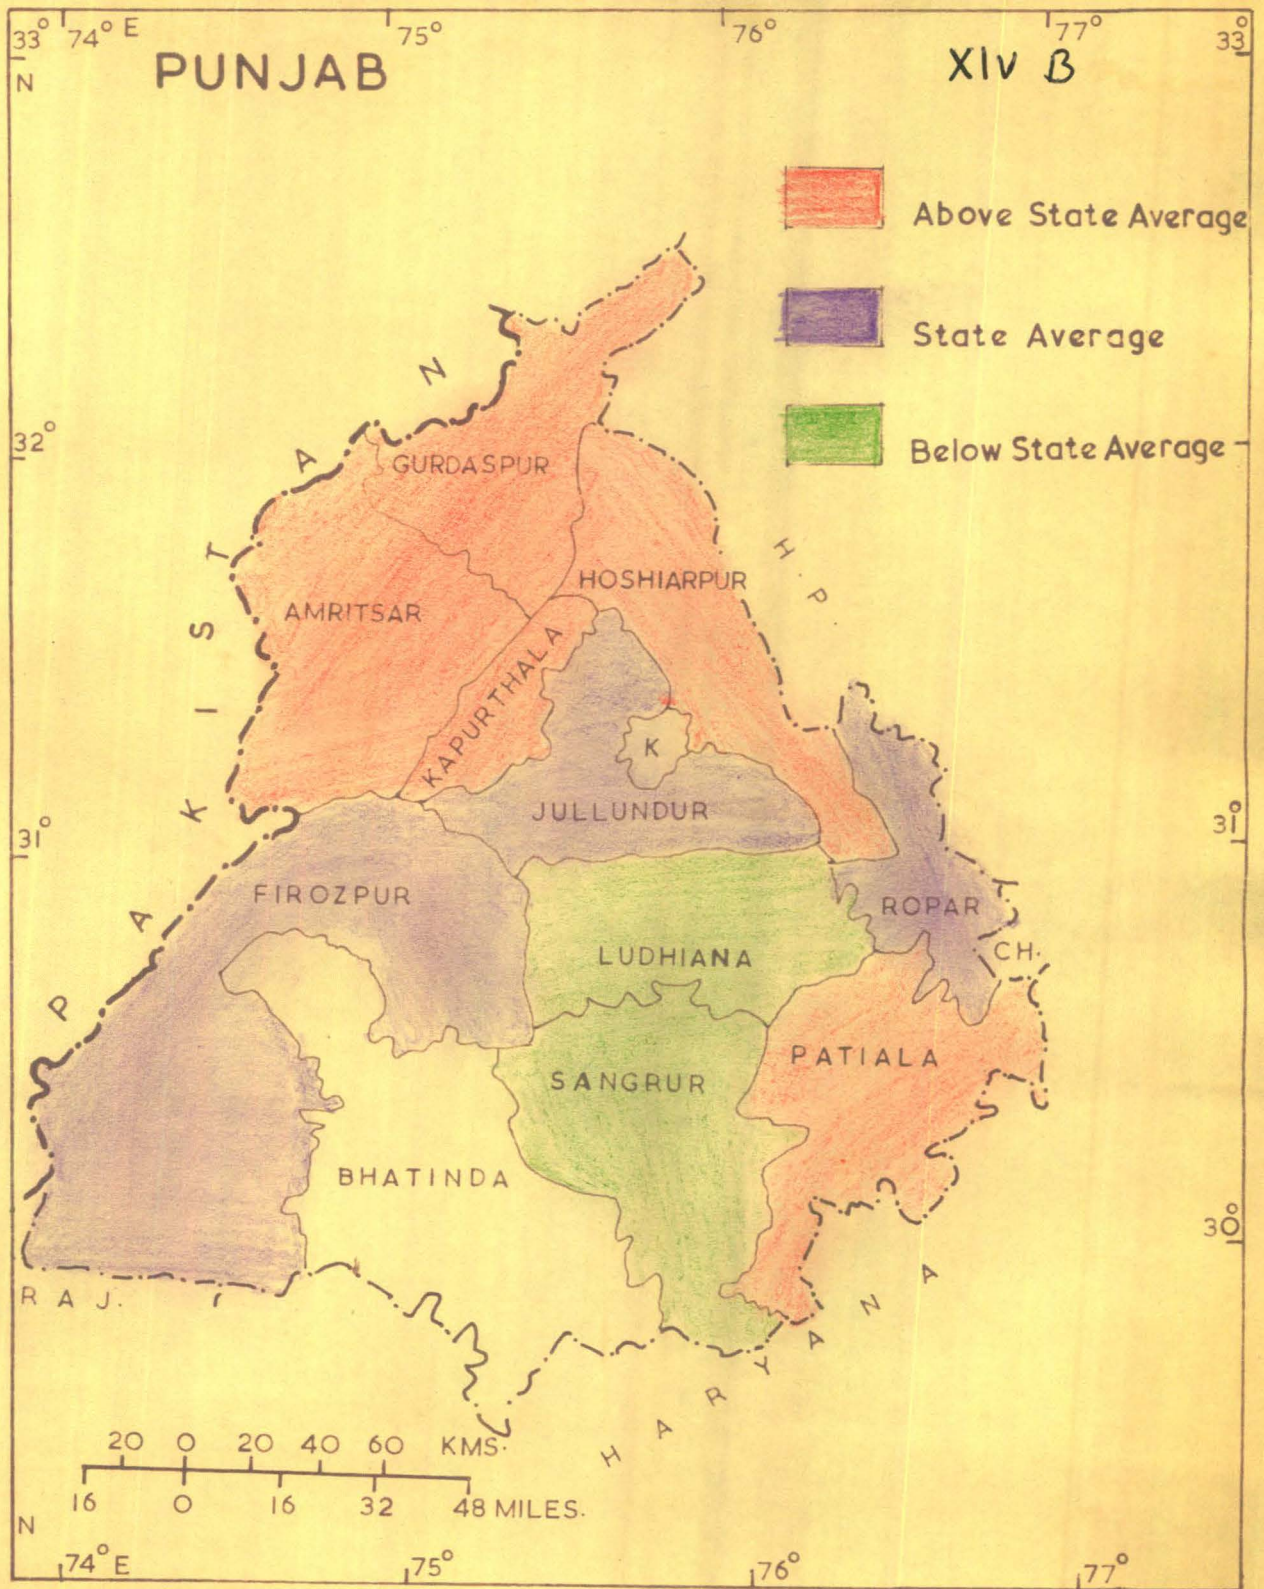 33° N
74° E
75°
76°
77°
33°
PUNJAB
XIV B
Above State Average
State Average
Below State Average
32°
PAKISTAN
GURDASPUR
H.P.
HOSHIARPUR
AMRITSAR
KAPURTHALA
K
JULLUNDUR
31°
31°
FIROZPUR
ROPAR
LUDHIANA
CH.
PATIALA
SANGRUR
BHATINDA
30°
RAJ.
HARYANA
20 0 20 40 60 KMS.
16 0 16 32 48 MILES.
N
74° E
75°
76°
77°